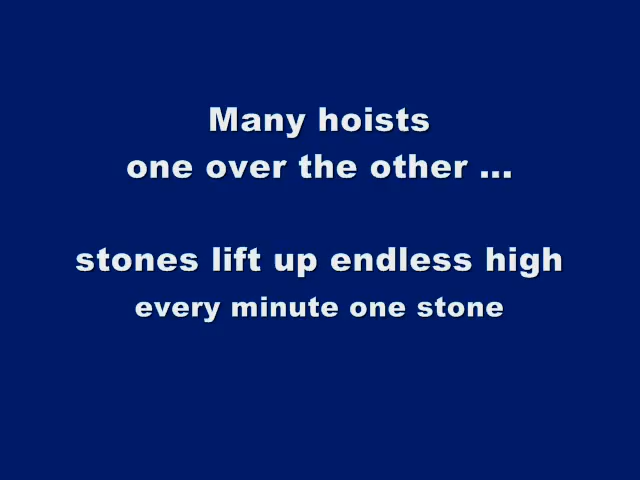 Many hoists
one over the other ...
stones lift up endless high
every minute one stone